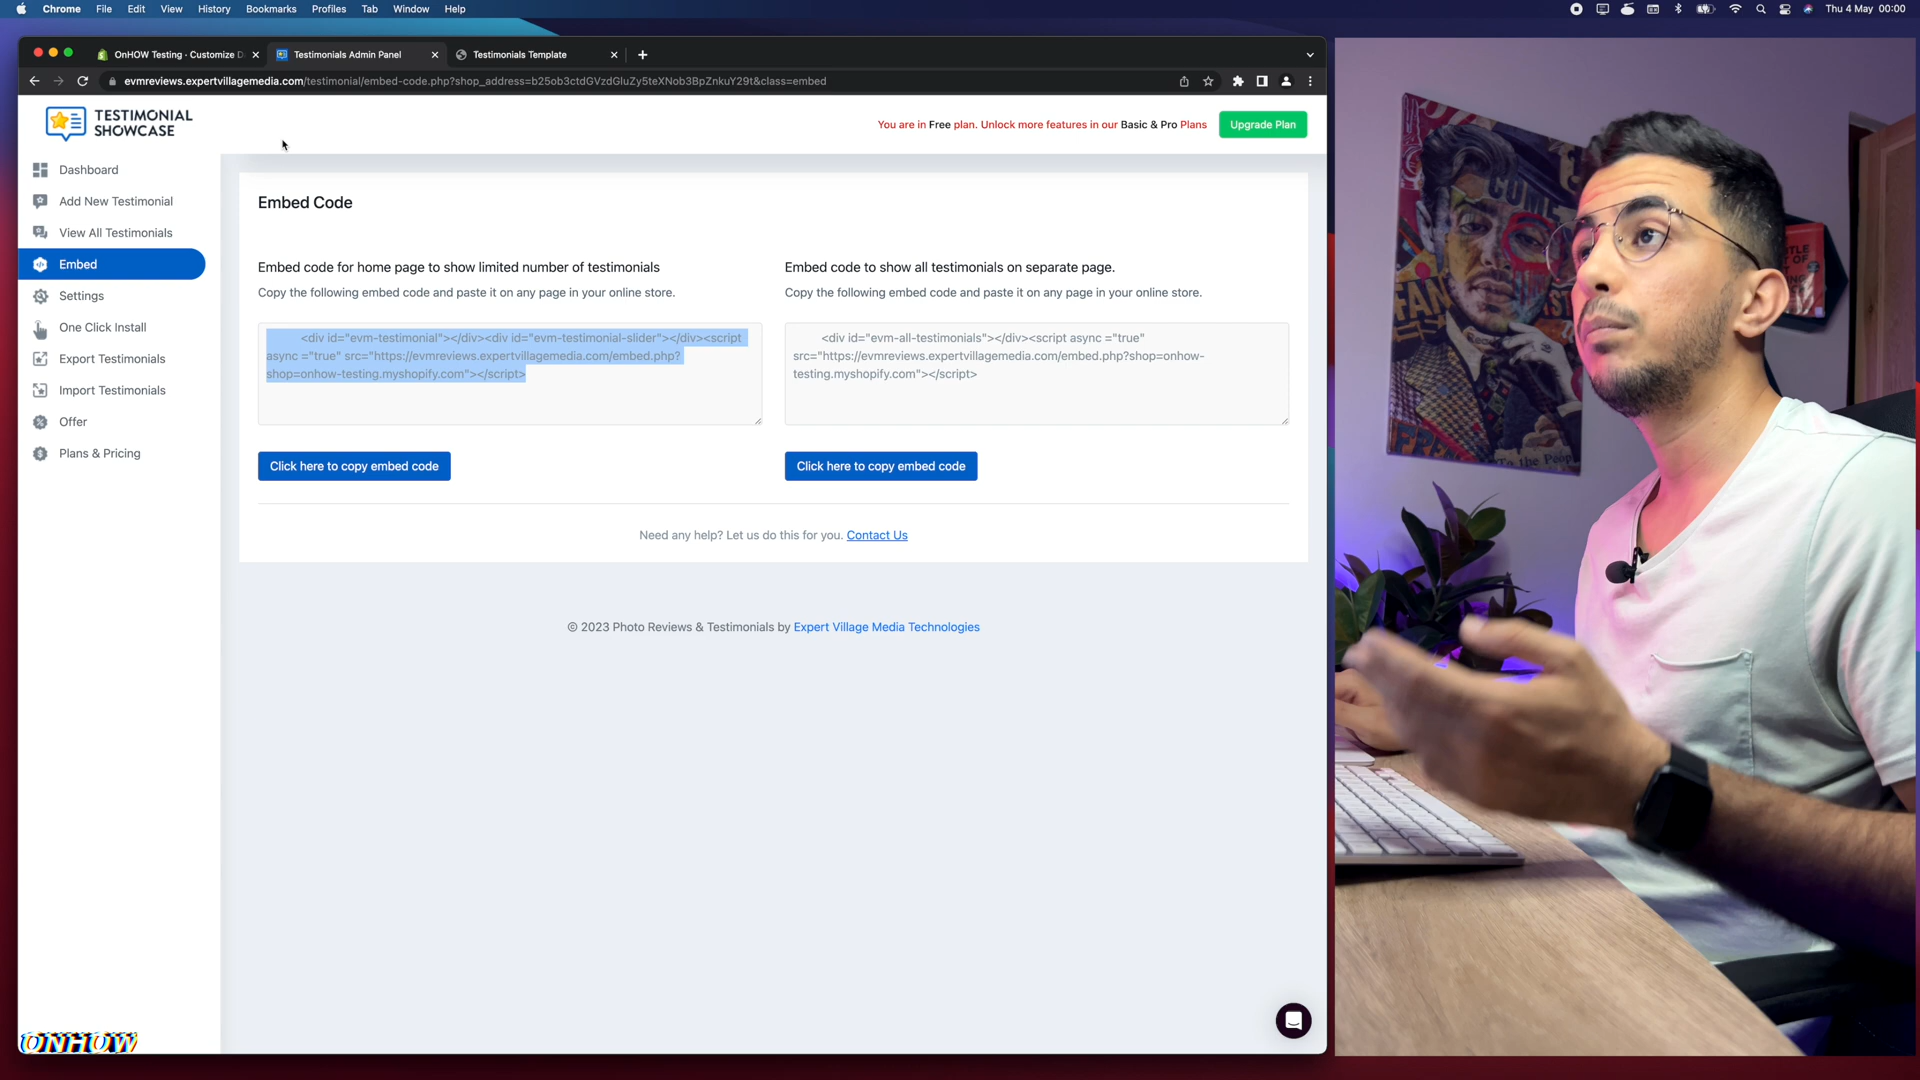 Chrome File Edit View History Bookmarks Profiles Tab Window Help
Thu 4 May 00:00
OnHOW Testing · Customize D
Testimonials Admin Panel
Testimonials Template
evmreviews.expertvillagemedia.com/testimonial/embed-code.php?shop_address=b25ob3ctdGVzdGluZy5teXNob3BpZnkuY29t&class=embed
TESTIMONIAL
SHOWCASE
You are in Free plan. Unlock more features in our Basic & Pro Plans
Upgrade Plan
Dashboard
Add New Testimonial
View All Testimonials
Embed
Settings
One Click Install
Export Testimonials
Import Testimonials
Offer
Plans & Pricing
Embed Code
Embed code for home page to show limited number of testimonials
Copy the following embed code and paste it on any page in your online store.
<div id="evm-testimonial"></div><div id="evm-testimonial-slider"></div><script
async ="true" src="https://evmreviews.expertvillagemedia.com/embed.php?
shop=onhow-testing.myshopify.com"></script>
Click here to copy embed code
Embed code to show all testimonials on separate page.
Copy the following embed code and paste it on any page in your online store.
<div id="evm-all-testimonials"></div><script async ="true"
src="https://evmreviews.expertvillagemedia.com/embed.php?shop=onhow-
testing.myshopify.com"></script>
Click here to copy embed code
Need any help? Let us do this for you. Contact Us
© 2023 Photo Reviews & Testimonials by Expert Village Media Technologies
ONHOW
to the People